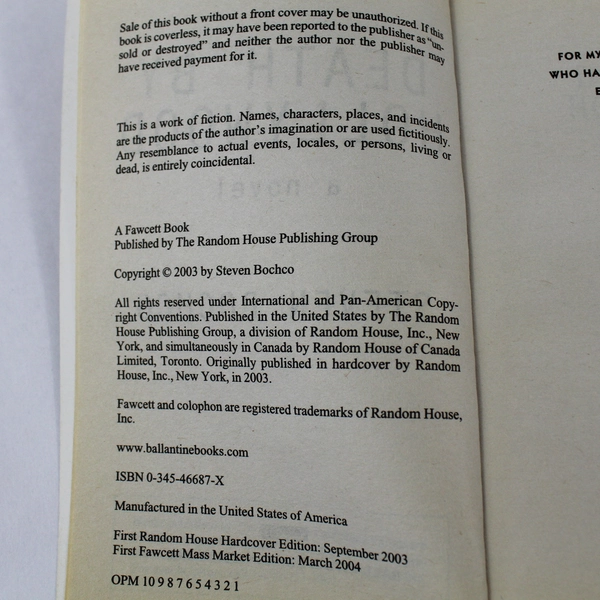 Sale of this book without a front cover may be unauthorized. If this
book is coverless, it may have been reported to the publisher as "un-
sold or destroyed" and neither the author nor the publisher may
have received payment for it.
This is a work of fiction. Names, characters, places, and incidents
are the products of the author's imagination or are used fictitiously.
Any resemblance to actual events, locales, or persons, living or
dead, is entirely coincidental.
A Fawcett Book
Published by The Random House Publishing Group
Copyright © 2003 by Steven Bochco
All rights reserved under International and Pan-American Copy-
right Conventions. Published in the United States by The Random
House Publishing Group, a division of Random House, Inc., New
York, and simultaneously in Canada by Random House of Canada
Limited, Toronto. Originally published in hardcover by Random
House, Inc., New York, in 2003.
Fawcett and colophon are registered trademarks of Random House,
Inc.
www.ballantinebooks.com
ISBN 0-345-46687-X
Manufactured in the United States of America
First Random House Hardcover Edition: September 2003
First Fawcett Mass Market Edition: March 2004
OPM 10 9 8 7 6 5 4 3 2 1
FOR MY
WHO HA